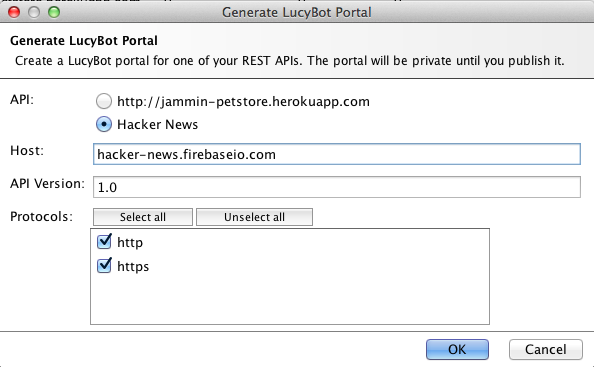 Generate LucyBot Portal
Generate LucyBot Portal
Create a LucyBot portal for one of your REST APIs. The portal will be private until you publish it.
API:
http://jammin-petstore.herokuapp.com
Hacker News
Host: hacker-news.firebaseio.com
API Version: 1.0
Protocols: Select all Unselect all
http
https
OK Cancel